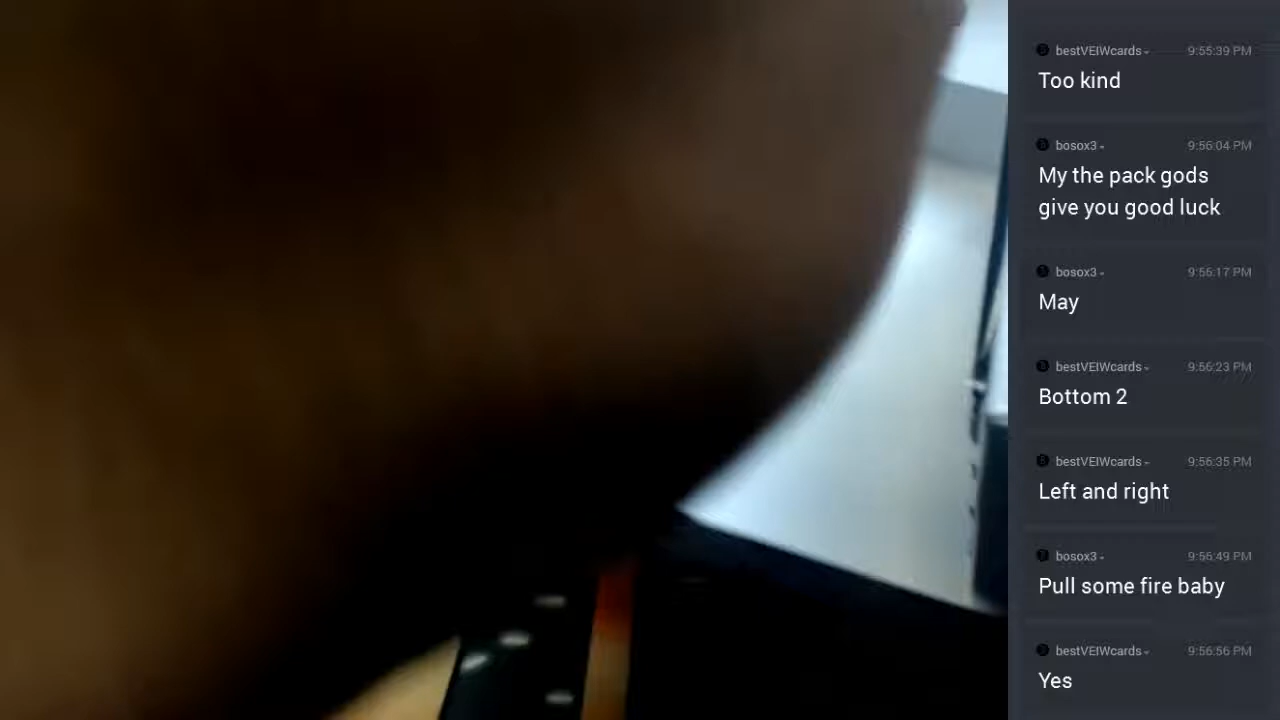 bestVEIWcards 9:55:39 PM
Too kind
bosox3 9:56:04 PM
My the pack gods
give you good luck
bosox3 9:56:17 PM
May
bestVEIWcards 9:56:23 PM
Bottom 2
bestVEIWcards 9:56:35 PM
Left and right
bosox3 9:56:49 PM
Pull some fire baby
bestVEIWcards 9:56:56 PM
Yes